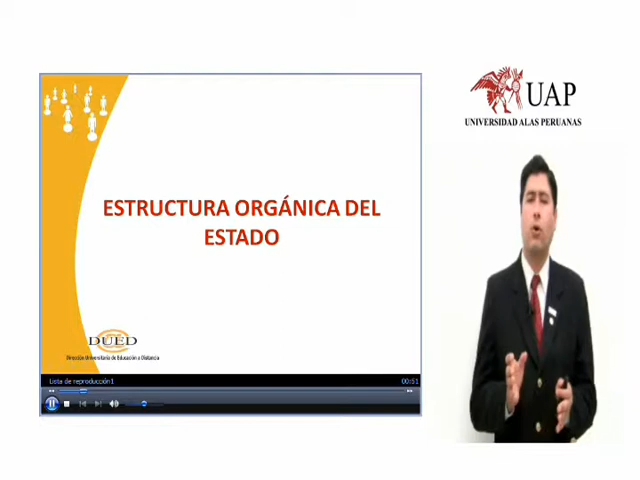 ESTRUCTURA ORGÁNICA DEL
ESTADO
DUED
Dirección Universitaria de Educación a Distancia
Lista de reproducción1
00:51
UAP
UNIVERSIDAD ALAS PERUANAS